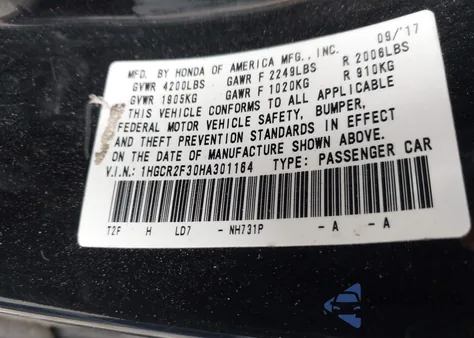 MFD. BY HONDA OF AMERICA MFG., INC. 09/'17
GVWR 4200LBS GAWR F 2249LBS R 2006LBS
GVWR 1905KG GAWR F 1020KG R 910KG
THIS VEHICLE CONFORMS TO ALL APPLICABLE
FEDERAL MOTOR VEHICLE SAFETY, BUMPER,
AND THEFT PREVENTION STANDARDS IN EFFECT
ON THE DATE OF MANUFACTURE SHOWN ABOVE.
V.I.N.: 1HGCR2F30HA301164 TYPE: PASSENGER CAR
T2F H LD7 - NH731P - A - A